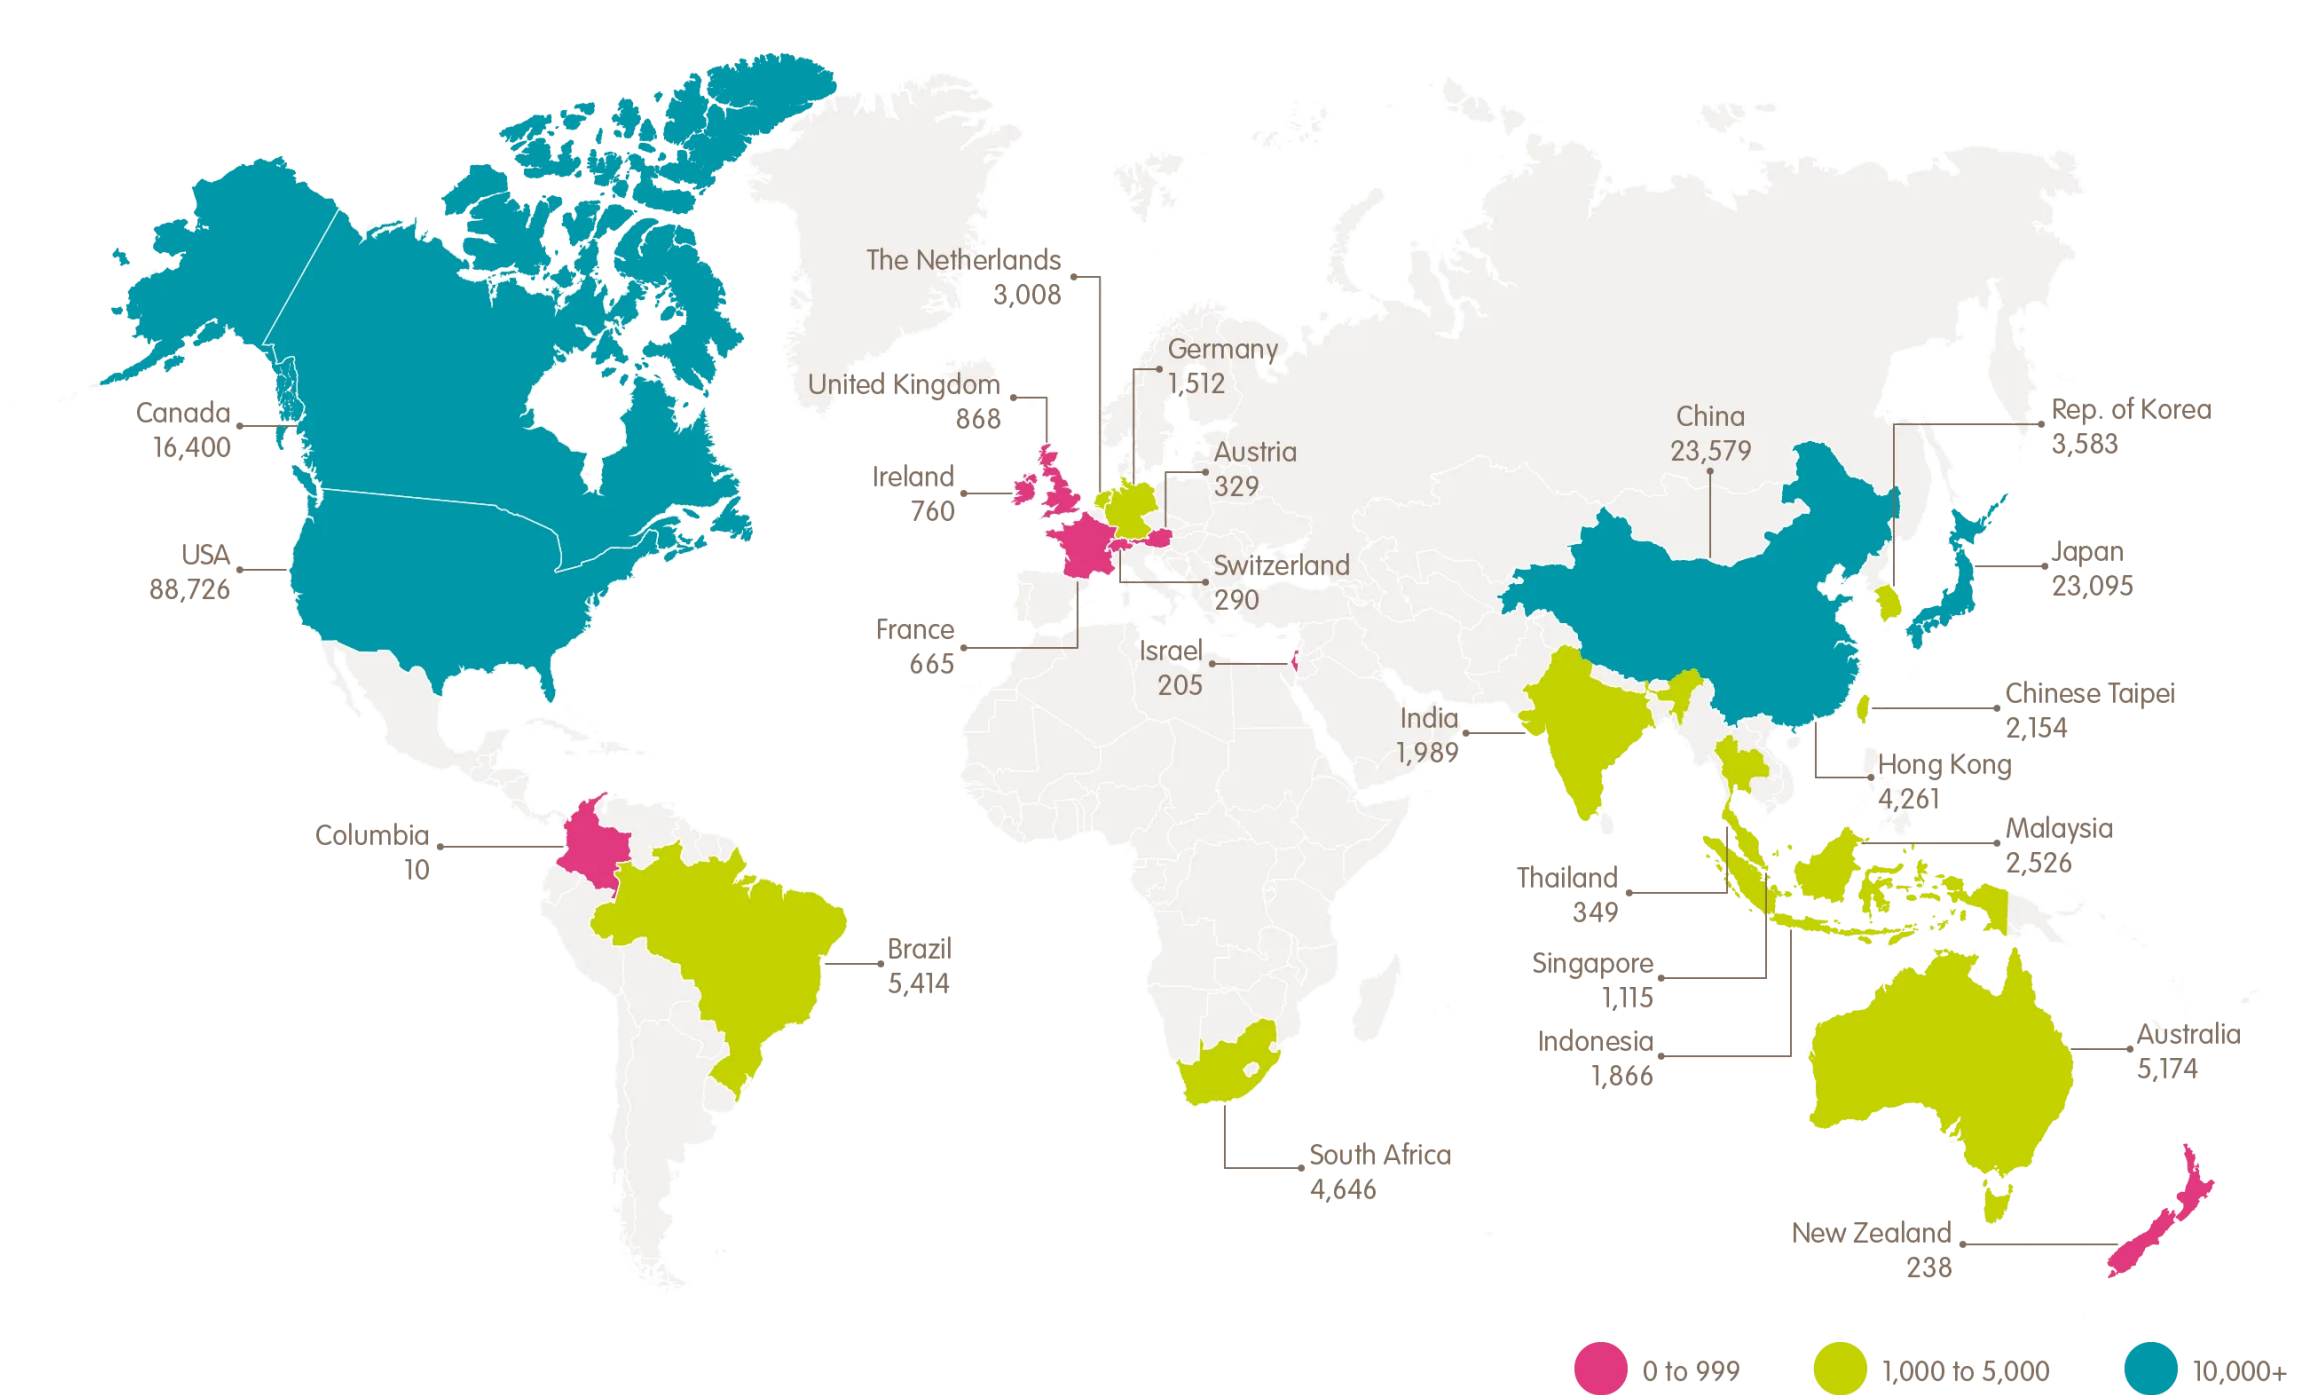 The Netherlands
3,008
Germany
1,512
United Kingdom
868
Canada
16,400
China
23,579
Rep. of Korea
3,583
Austria
329
Ireland
760
USA
88,726
Switzerland
290
Japan
23,095
France
665
Israel
205
India
1,989
Chinese Taipei
2,154
Hong Kong
4,261
Columbia
10
Malaysia
2,526
Thailand
349
Brazil
5,414
Singapore
1,115
Indonesia
1,866
Australia
5,174
South Africa
4,646
New Zealand
238
0 to 999
1,000 to 5,000
10,000+